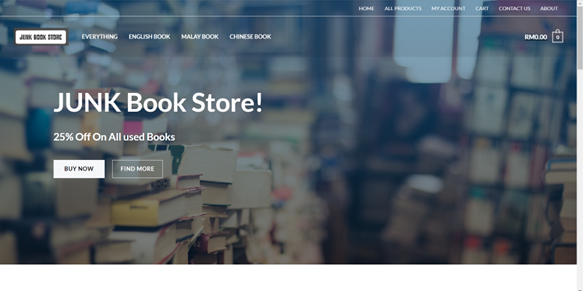 HOME ALL PRODUCTS MY ACCOUNT CART CONTACT US ABOUT
JUNK BOOK STORE EVERYTHING ENGLISH BOOK MALAY BOOK CHINESE BOOK RM0.00 0
JUNK Book Store!
25% Off On All used Books
BUY NOW FIND MORE